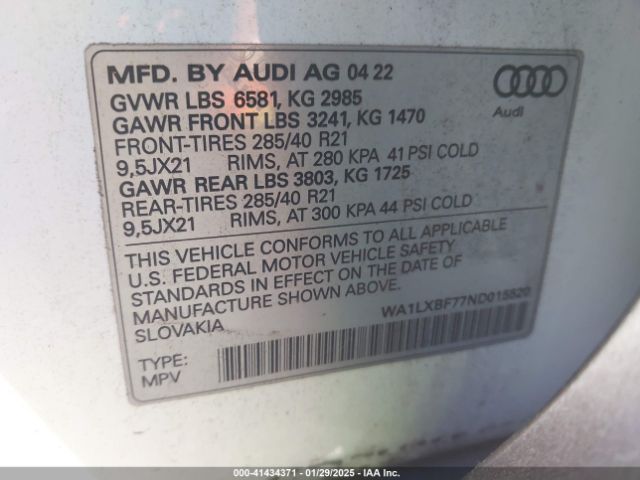 MFD. BY AUDI AG 04 22
GVWR LBS 6581, KG 2985
GAWR FRONT LBS 3241, KG 1470
FRONT-TIRES 285/40 R21
9,5JX21 RIMS, AT 280 KPA 41 PSI COLD
GAWR REAR LBS 3803, KG 1725
REAR-TIRES 285/40 R21
9,5JX21 RIMS, AT 300 KPA 44 PSI COLD
Audi
THIS VEHICLE CONFORMS TO ALL APPLICABLE
U.S. FEDERAL MOTOR VEHICLE SAFETY
STANDARDS IN EFFECT ON THE DATE OF
MANUFACTURE SHOWN ABOVE.
SLOVAKIA
WA1LXBF77ND015520
TYPE:
MPV
000-41434371 | 01/29/2025 | IAA Inc.